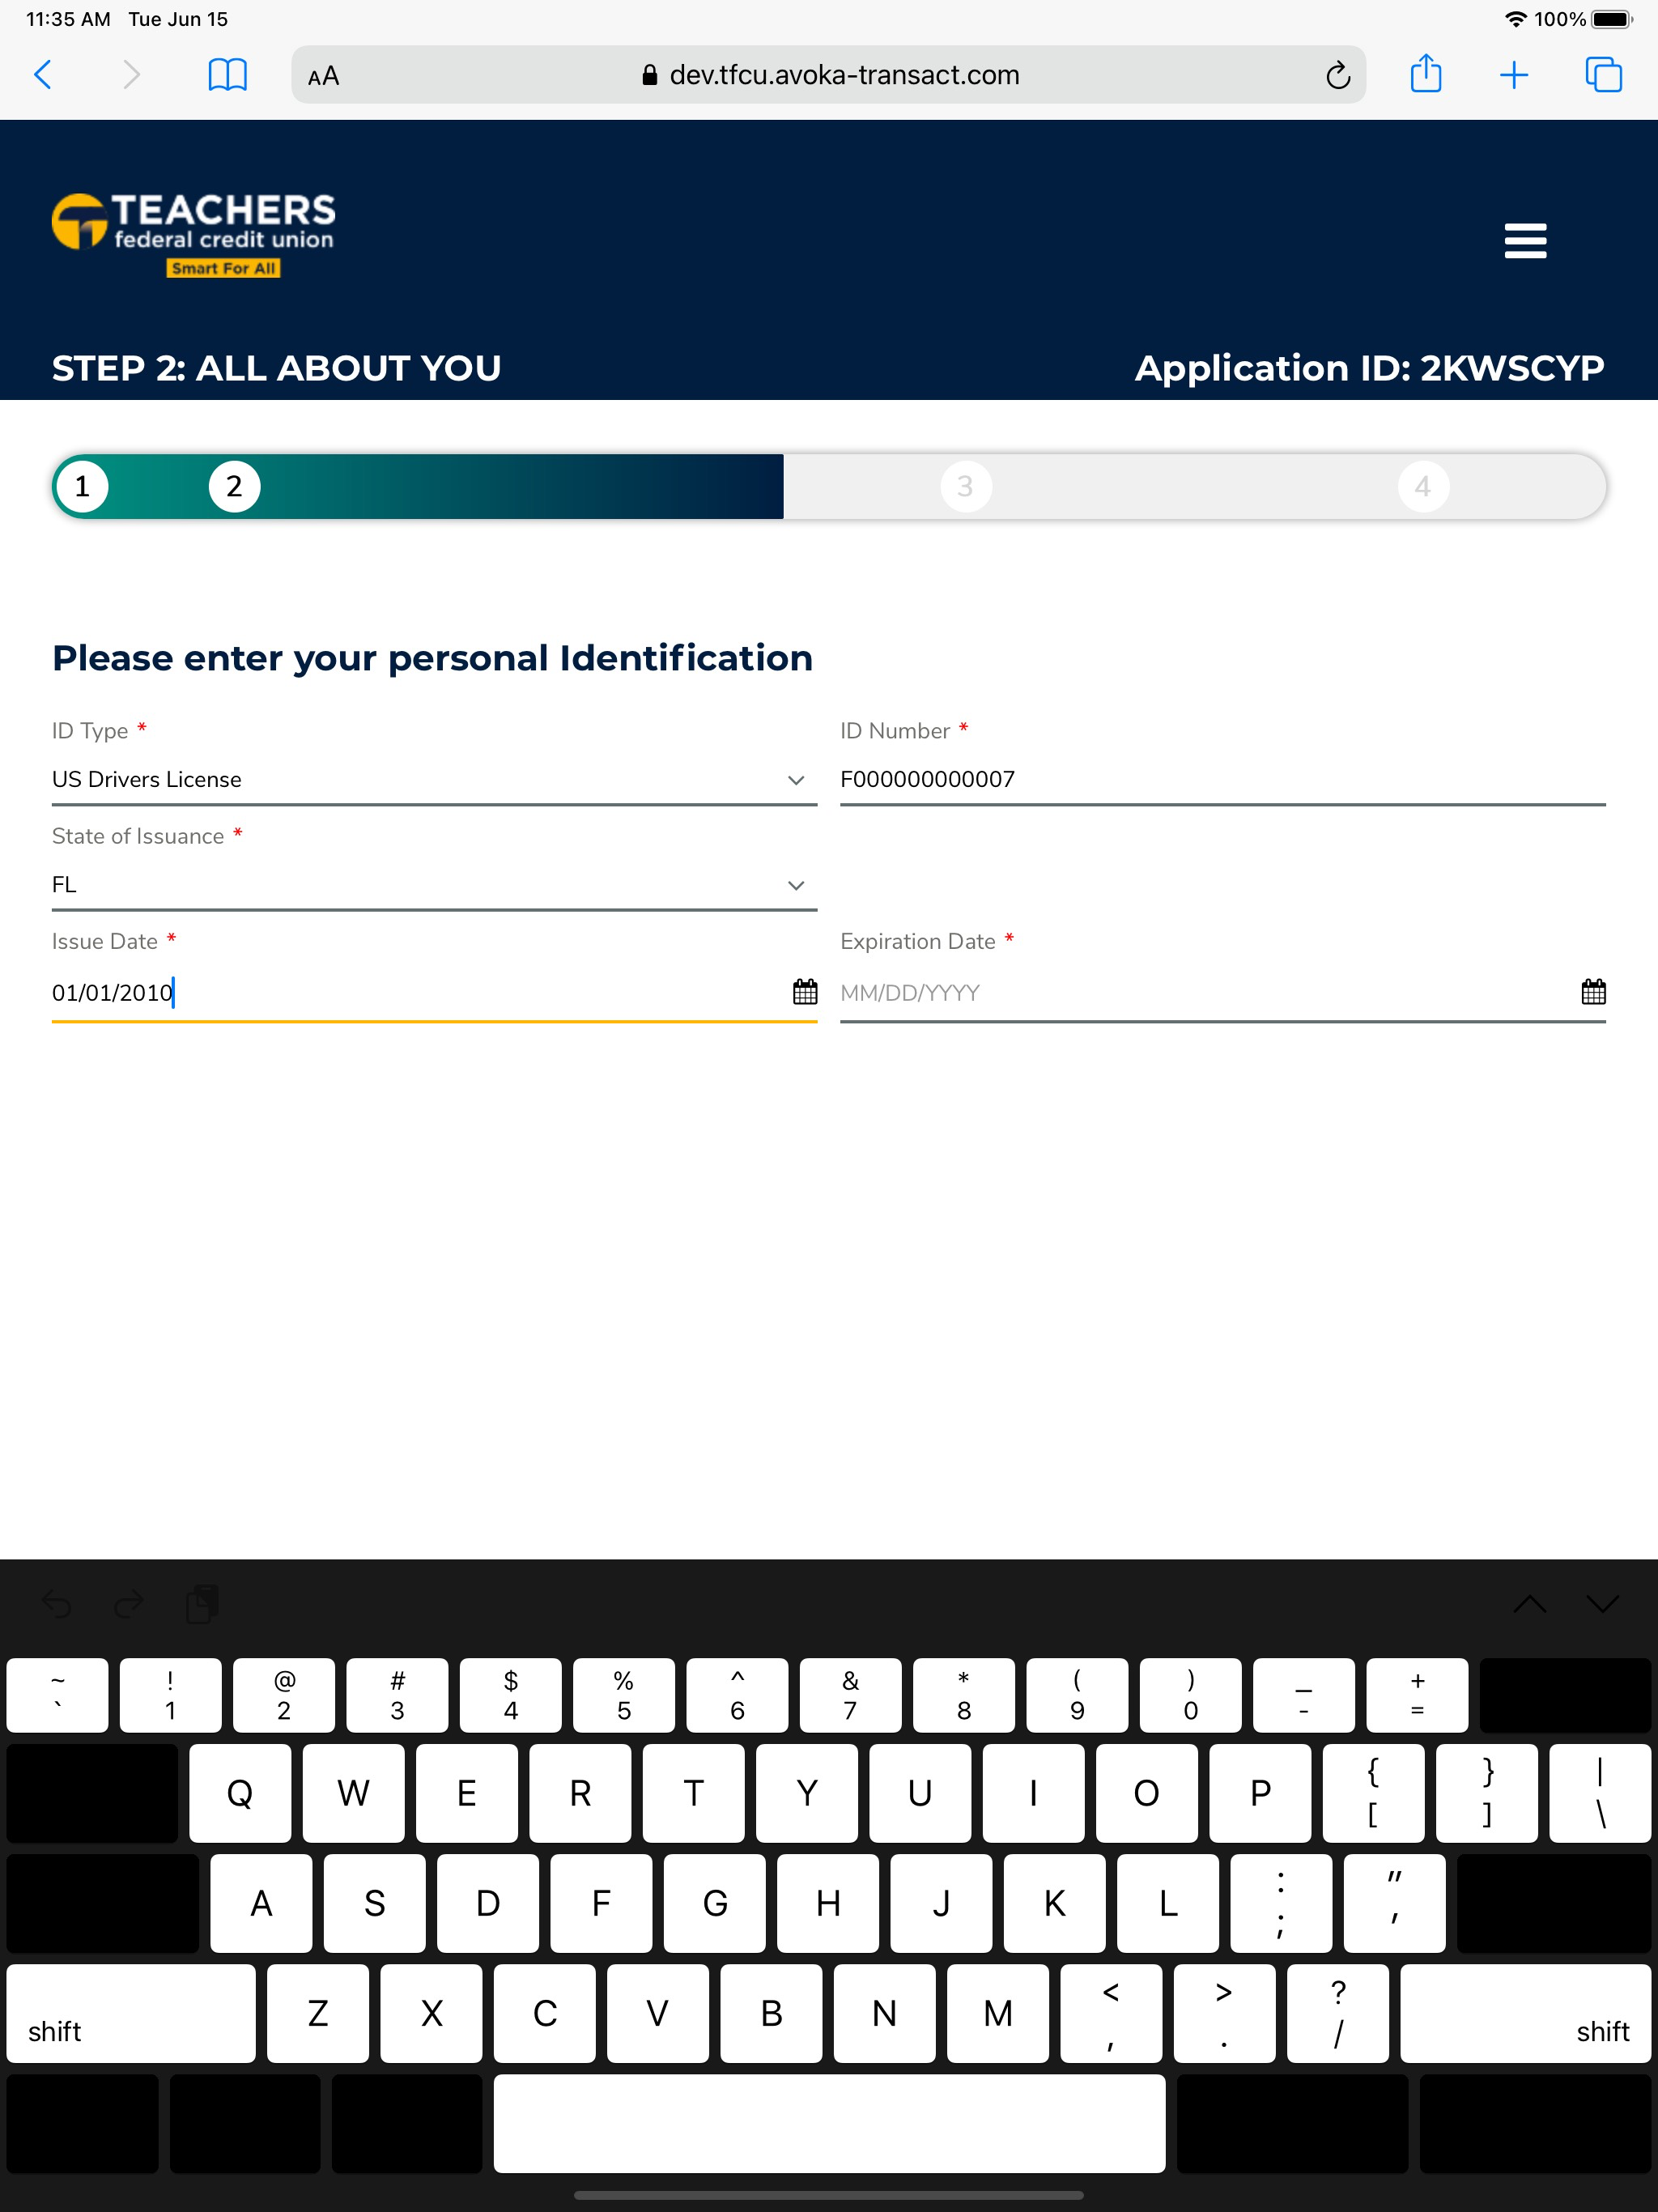 11:35 AM Tue Jun 15 100%
AA dev.tfcu.avoka-transact.com
TEACHERS
federal credit union
Smart For All
STEP 2: ALL ABOUT YOU Application ID: 2KWSCYP
1 2 3 4
Please enter your personal Identification
ID Type * ID Number *
US Drivers License F000000000007
State of Issuance *
FL
Issue Date * Expiration Date *
01/01/2010 MM/DD/YYYY
~ ! @ # $ % ^ & * ( ) _ +
` 1 2 3 4 5 6 7 8 9 0 - =
Q W E R T Y U I O P { } |
[ ] \
A S D F G H J K L : "
; '
shift Z X C V B N M < > ? shift
, . /